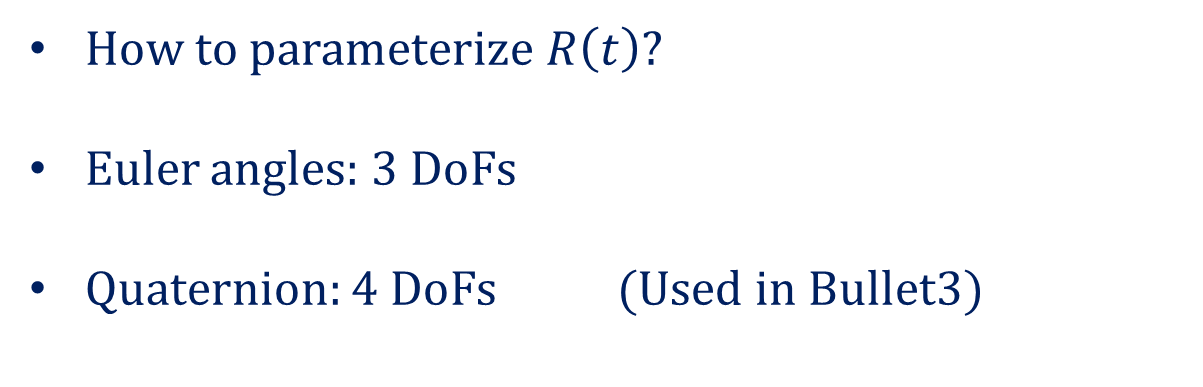 • How to parameterize R(t)?
• Euler angles: 3 DoFs
• Quaternion: 4 DoFs (Used in Bullet3)